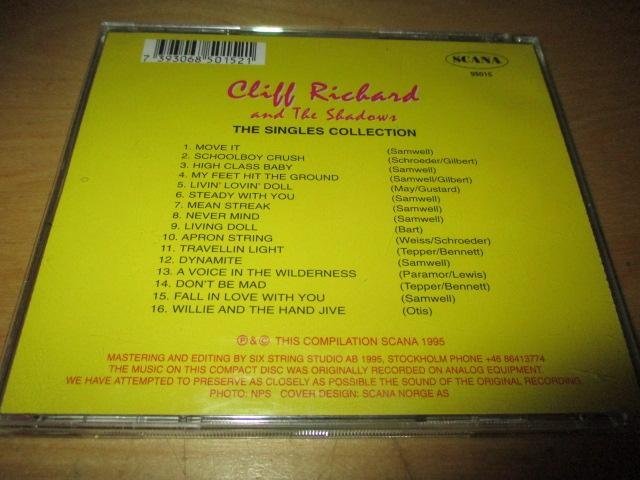 7 393068 501521
SCANA
95015
Cliff Richard
and The Shadows
THE SINGLES COLLECTION
1. MOVE IT (Samwell)
2. SCHOOLBOY CRUSH (Schroeder/Gilbert)
3. HIGH CLASS BABY (Samwell)
4. MY FEET HIT THE GROUND (Samwell/Gilbert)
5. LIVIN' LOVIN' DOLL (May/Gustard)
6. STEADY WITH YOU (Samwell)
7. MEAN STREAK (Samwell)
8. NEVER MIND (Samwell)
9. LIVING DOLL (Bart)
10. APRON STRING (Weiss/Schroeder)
11. TRAVELLIN LIGHT (Tepper/Bennett)
12. DYNAMITE (Samwell)
13. A VOICE IN THE WILDERNESS (Paramor/Lewis)
14. DON'T BE MAD (Tepper/Bennett)
15. FALL IN LOVE WITH YOU (Samwell)
16. WILLIE AND THE HAND JIVE (Otis)
Ⓟ & © THIS COMPILATION SCANA 1995
MASTERING AND EDITING BY SIX STRING STUDIO AB 1995, STOCKHOLM PHONE +46 86413774
THE MUSIC ON THIS COMPACT DISC WAS ORIGINALLY RECORDED ON ANALOG EQUIPMENT.
WE HAVE ATTEMPTED TO PRESERVE AS CLOSELY AS POSSIBLE THE SOUND OF THE ORIGINAL RECORDING.
PHOTO: NPS COVER DESIGN: SCANA NORGE AS